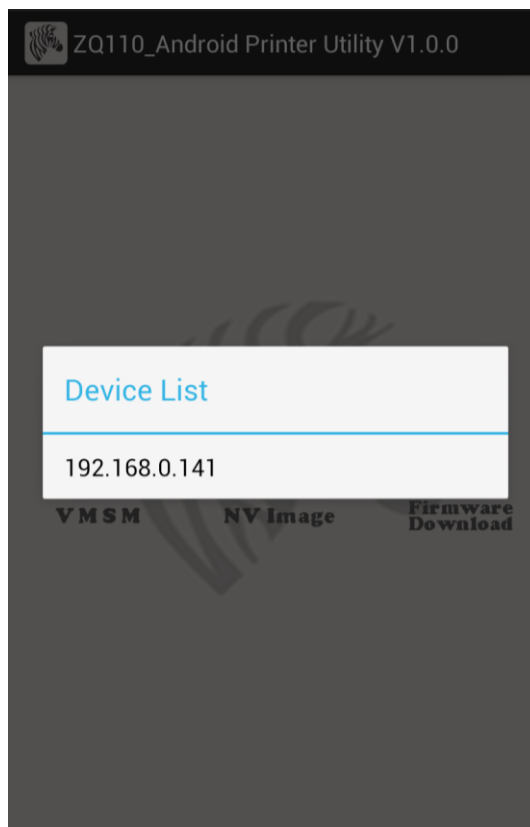 ZQ110_Android Printer Utility V1.0.0
Device List
192.168.0.141
VMSM NV Image Firmware
Download